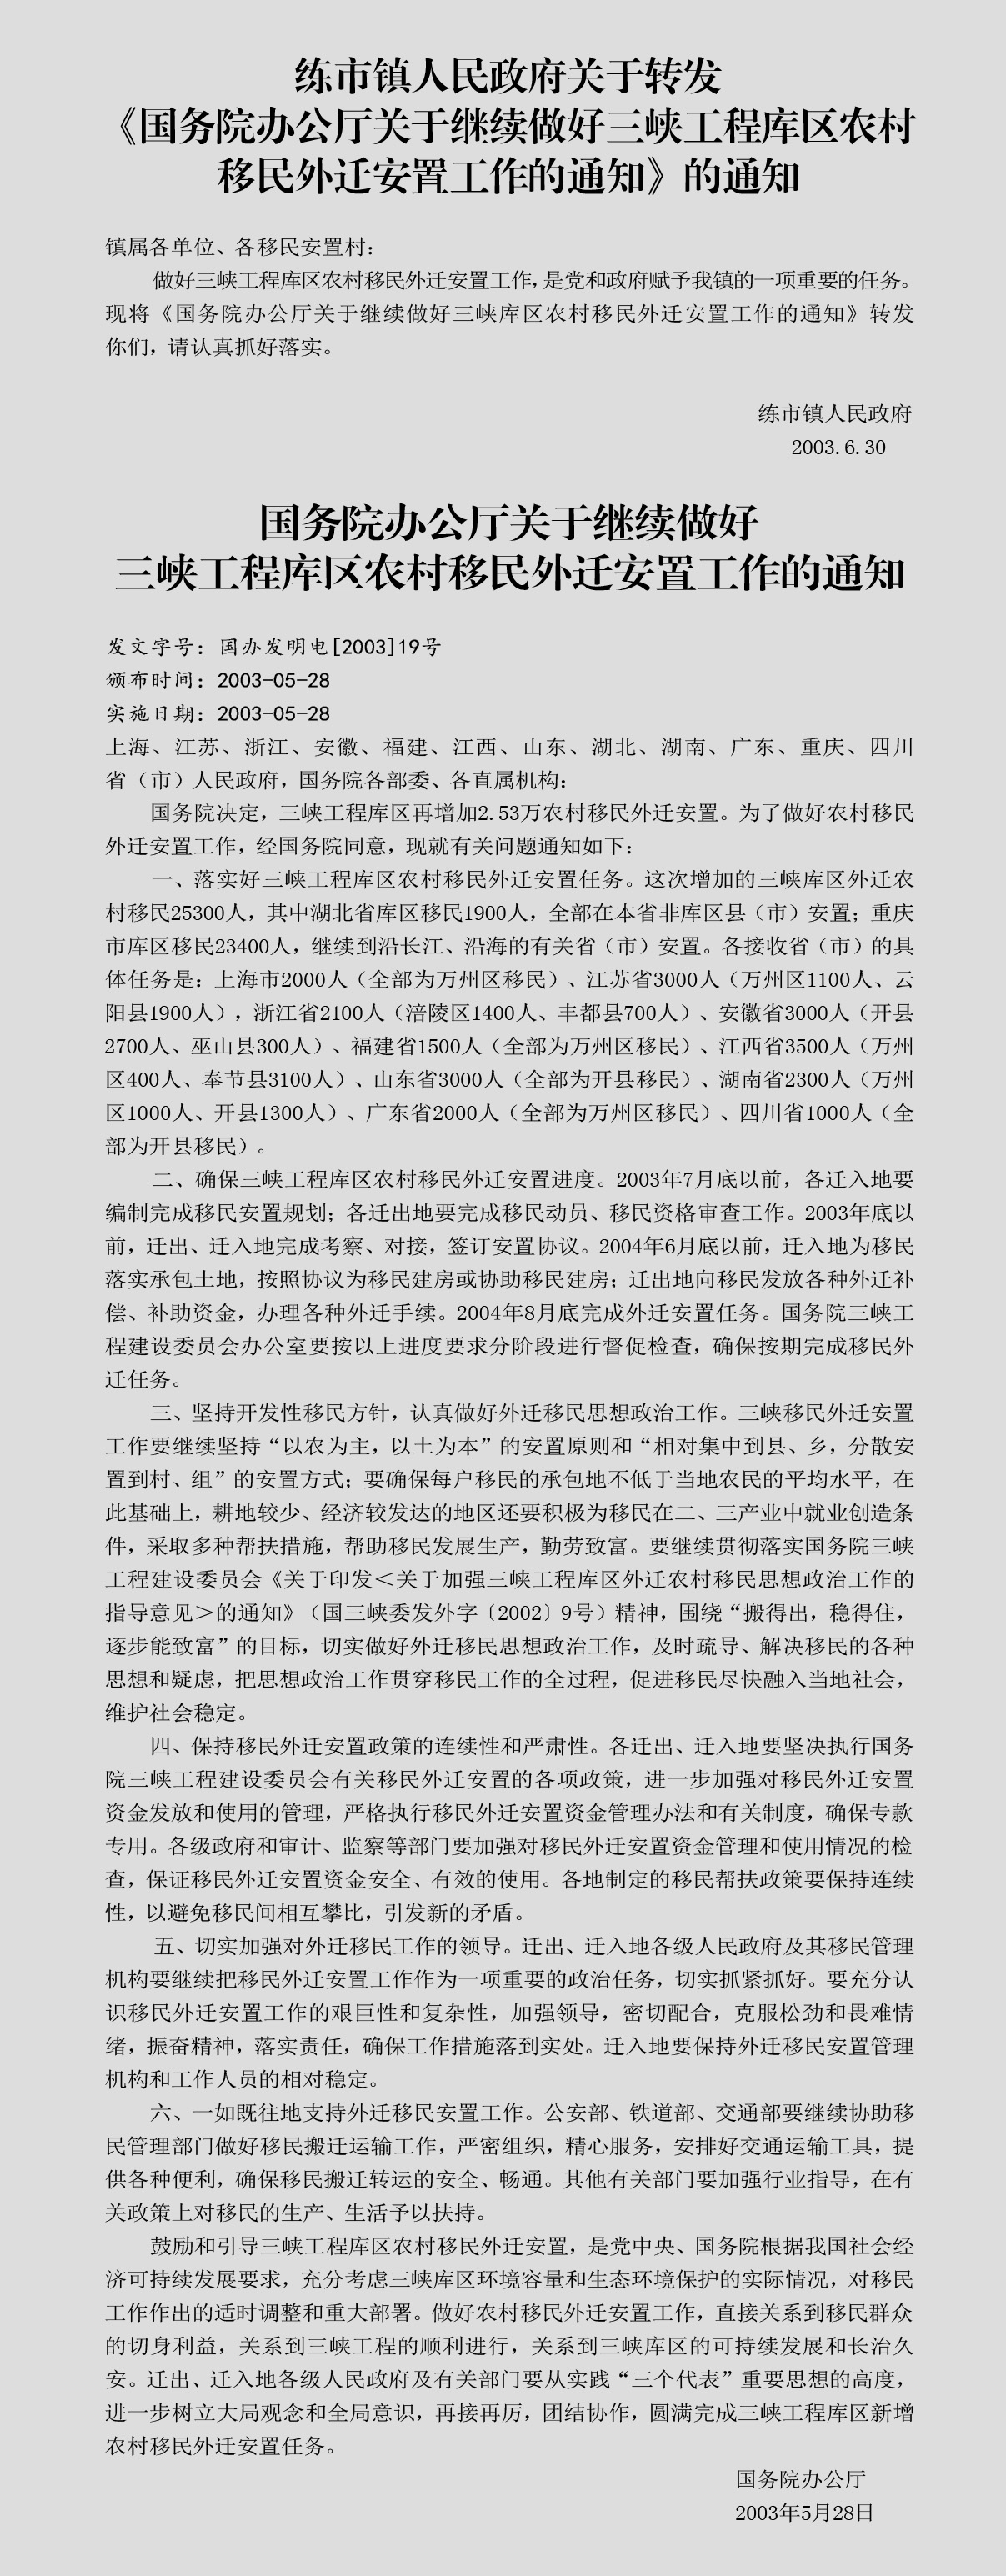 练市镇人民政府关于转发
《国务院办公厅关于继续做好三峡工程库区农村
移民外迁安置工作的通知》的通知
镇属各单位、各移民安置村：
做好三峡工程库区农村移民外迁安置工作，是党和政府赋予我镇的一项重要的任务。
现将《国务院办公厅关于继续做好三峡库区农村移民外迁安置工作的通知》转发
你们，请认真抓好落实。
练市镇人民政府
2003.6.30
国务院办公厅关于继续做好
三峡工程库区农村移民外迁安置工作的通知
发文字号：国办发明电[2003]19号
颁布时间：2003-05-28
实施日期：2003-05-28
上海、江苏、浙江、安徽、福建、江西、山东、湖北、湖南、广东、重庆、四川
省（市）人民政府，国务院各部委、各直属机构：
国务院决定，三峡工程库区再增加2.53万农村移民外迁安置。为了做好农村移民
外迁安置工作，经国务院同意，现就有关问题通知如下：
一、落实好三峡工程库区农村移民外迁安置任务。这次增加的三峡库区外迁农
村移民25300人，其中湖北省库区移民1900人，全部在本省非库区县（市）安置；重庆
市库区移民23400人，继续到沿长江、沿海的有关省（市）安置。各接收省（市）的具
体任务是：上海市2000人（全部为万州区移民）、江苏省3000人（万州区1100人、云
阳县1900人），浙江省2100人（涪陵区1400人、丰都县700人）、安徽省3000人（开县
2700人、巫山县300人）、福建省1500人（全部为万州区移民）、江西省3500人（万州
区400人、奉节县3100人）、山东省3000人（全部为开县移民）、湖南省2300人（万州
区1000人、开县1300人）、广东省2000人（全部为万州区移民）、四川省1000人（全
部为开县移民）。
二、确保三峡工程库区农村移民外迁安置进度。2003年7月底以前，各迁入地要
编制完成移民安置规划；各迁出地要完成移民动员、移民资格审查工作。2003年底以
前，迁出、迁入地完成考察、对接，签订安置协议。2004年6月底以前，迁入地为移民
落实承包土地，按照协议为移民建房或协助移民建房；迁出地向移民发放各种外迁补
偿、补助资金，办理各种外迁手续。2004年8月底完成外迁安置任务。国务院三峡工
程建设委员会办公室要按以上进度要求分阶段进行督促检查，确保按期完成移民外
迁任务。
三、坚持开发性移民方针，认真做好外迁移民思想政治工作。三峡移民外迁安置
工作要继续坚持“以农为主，以土为本”的安置原则和“相对集中到县、乡，分散安
置到村、组”的安置方式；要确保每户移民的承包地不低于当地农民的平均水平，在
此基础上，耕地较少、经济较发达的地区还要积极为移民在二、三产业中就业创造条
件，采取多种帮扶措施，帮助移民发展生产，勤劳致富。要继续贯彻落实国务院三峡
工程建设委员会《关于印发＜关于加强三峡工程库区外迁农村移民思想政治工作的
指导意见＞的通知》（国三峡委发外字〔2002〕9号）精神，围绕“搬得出，稳得住，
逐步能致富”的目标，切实做好外迁移民思想政治工作，及时疏导、解决移民的各种
思想和疑虑，把思想政治工作贯穿移民工作的全过程，促进移民尽快融入当地社会，
维护社会稳定。
四、保持移民外迁安置政策的连续性和严肃性。各迁出、迁入地要坚决执行国务
院三峡工程建设委员会有关移民外迁安置的各项政策，进一步加强对移民外迁安置
资金发放和使用的管理，严格执行移民外迁安置资金管理办法和有关制度，确保专款
专用。各级政府和审计、监察等部门要加强对移民外迁安置资金管理和使用情况的检
查，保证移民外迁安置资金安全、有效的使用。各地制定的移民帮扶政策要保持连续
性，以避免移民间相互攀比，引发新的矛盾。
五、切实加强对外迁移民工作的领导。迁出、迁入地各级人民政府及其移民管理
机构要继续把移民外迁安置工作作为一项重要的政治任务，切实抓紧抓好。要充分认
识移民外迁安置工作的艰巨性和复杂性，加强领导，密切配合，克服松劲和畏难情
绪，振奋精神，落实责任，确保工作措施落到实处。迁入地要保持外迁移民安置管理
机构和工作人员的相对稳定。
六、一如既往地支持外迁移民安置工作。公安部、铁道部、交通部要继续协助移
民管理部门做好移民搬迁运输工作，严密组织，精心服务，安排好交通运输工具，提
供各种便利，确保移民搬迁转运的安全、畅通。其他有关部门要加强行业指导，在有
关政策上对移民的生产、生活予以扶持。
鼓励和引导三峡工程库区农村移民外迁安置，是党中央、国务院根据我国社会经
济可持续发展要求，充分考虑三峡库区环境容量和生态环境保护的实际情况，对移民
工作作出的适时调整和重大部署。做好农村移民外迁安置工作，直接关系到移民群众
的切身利益，关系到三峡工程的顺利进行，关系到三峡库区的可持续发展和长治久
安。迁出、迁入地各级人民政府及有关部门要从实践“三个代表”重要思想的高度，
进一步树立大局观念和全局意识，再接再厉，团结协作，圆满完成三峡工程库区新增
农村移民外迁安置任务。
国务院办公厅
2003年5月28日